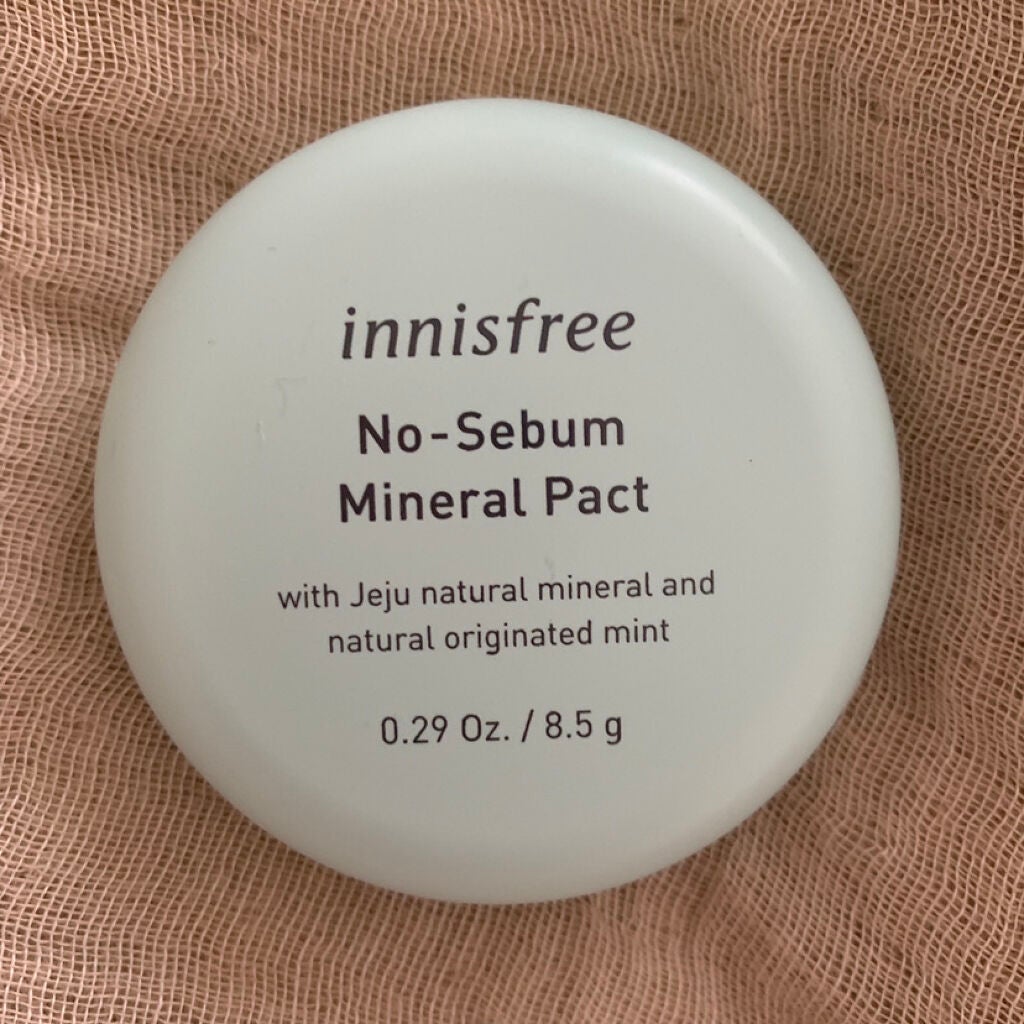 innisfree
No-Sebum
Mineral Pact
with Jeju natural mineral and
natural originated mint
0.29 Oz. / 8.5 g